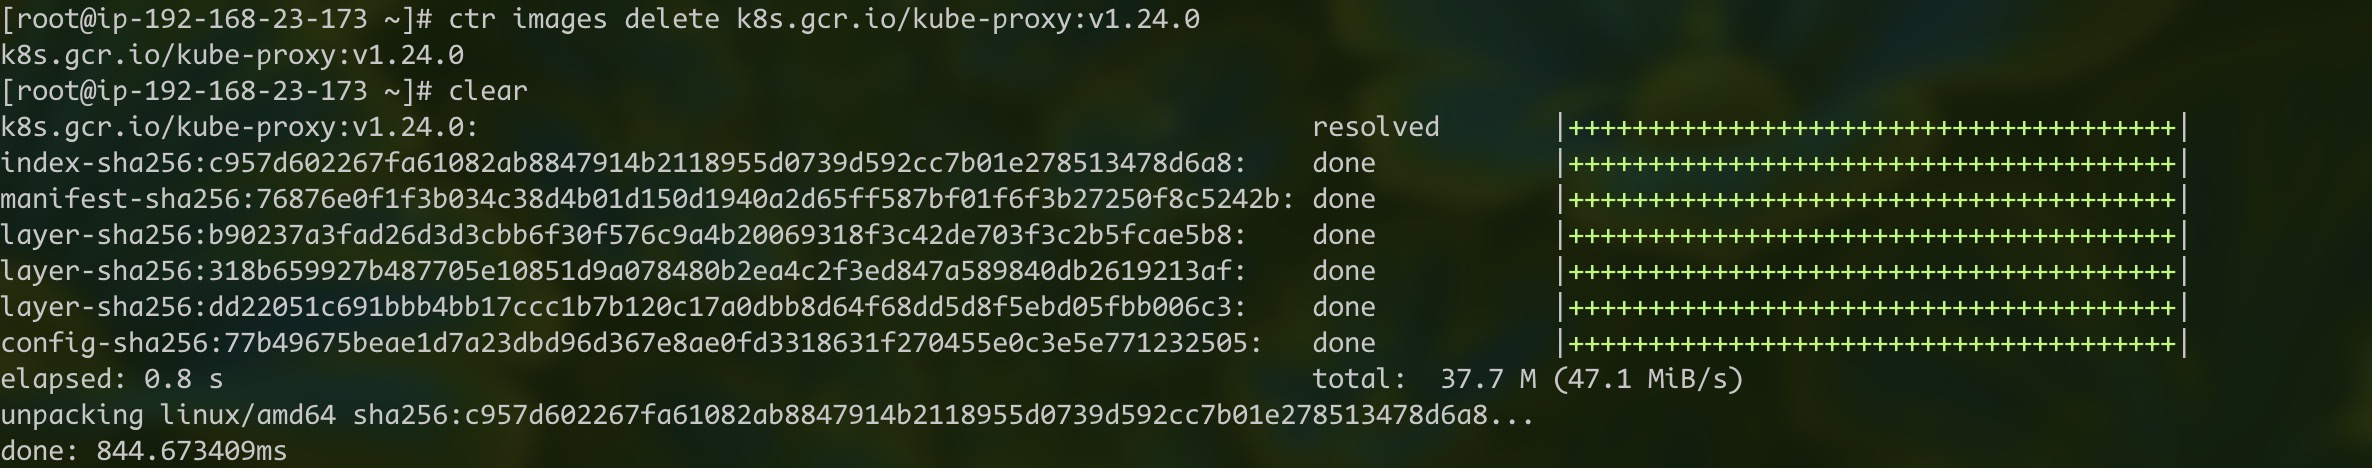 [root@ip-192-168-23-173 ~]# ctr images delete k8s.gcr.io/kube-proxy:v1.24.0
k8s.gcr.io/kube-proxy:v1.24.0
[root@ip-192-168-23-173 ~]# clear
k8s.gcr.io/kube-proxy:v1.24.0: resolved |++++++++++++++++++++++++++++++++++++++|
index-sha256:c957d602267fa61082ab8847914b2118955d0739d592cc7b01e278513478d6a8: done |++++++++++++++++++++++++++++++++++++++|
manifest-sha256:76876e0f1f3b034c38d4b01d150d1940a2d65ff587bf01f6f3b27250f8c5242b: done |++++++++++++++++++++++++++++++++++++++|
layer-sha256:b90237a3fad26d3d3cbb6f30f576c9a4b20069318f3c42de703f3c2b5fcae5b8: done |++++++++++++++++++++++++++++++++++++++|
layer-sha256:318b659927b487705e10851d9a078480b2ea4c2f3ed847a589840db2619213af: done |++++++++++++++++++++++++++++++++++++++|
layer-sha256:dd22051c691bbb4bb17ccc1b7b120c17a0dbb8d64f68dd5d8f5ebd05fbb006c3: done |++++++++++++++++++++++++++++++++++++++|
config-sha256:77b49675beae1d7a23dbd96d367e8ae0fd3318631f270455e0c3e5e771232505: done |++++++++++++++++++++++++++++++++++++++|
elapsed: 0.8 s total: 37.7 M (47.1 MiB/s)
unpacking linux/amd64 sha256:c957d602267fa61082ab8847914b2118955d0739d592cc7b01e278513478d6a8...
done: 844.673409ms